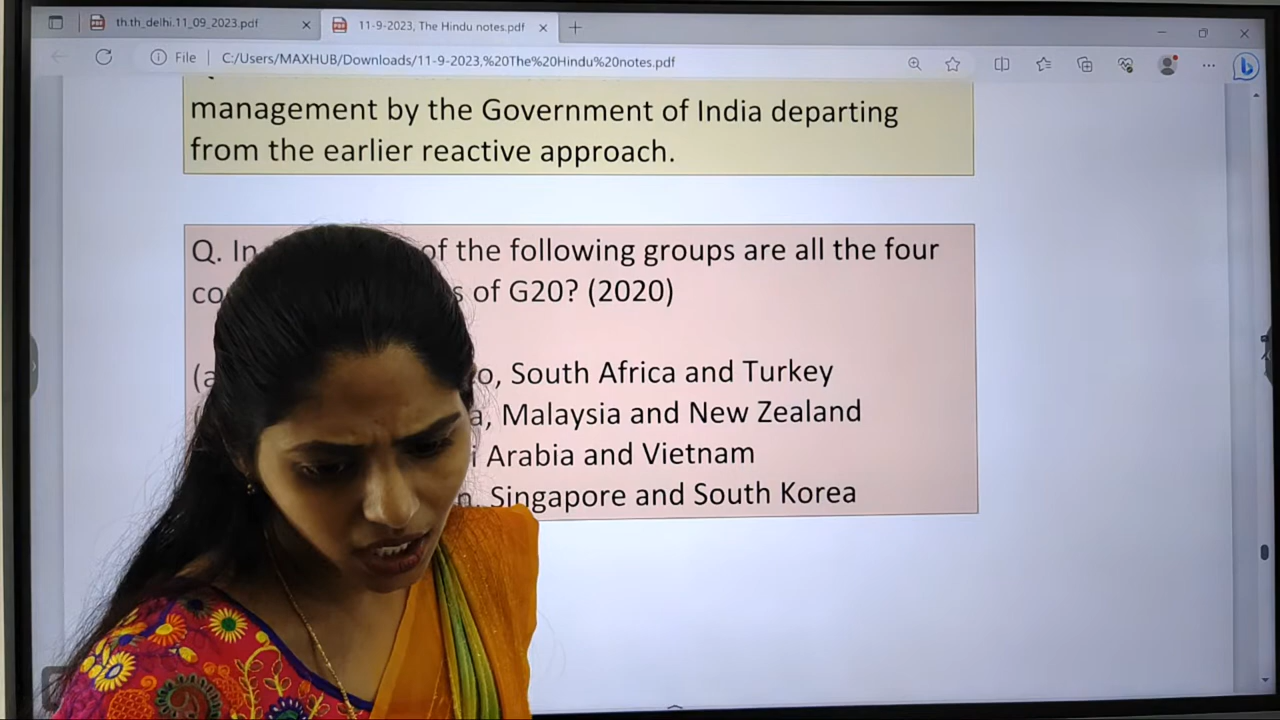 th.th_delhi.11_09_2023.pdf
11-9-2023, The Hindu notes.pdf
File
C:/Users/MAXHUB/Downloads/11-9-2023,%20The%20Hindu%20notes.pdf
management by the Government of India departing
from the earlier reactive approach.
Q. In of the following groups are all the four
of G20? (2020)
South Africa and Turkey
Malaysia and New Zealand
Arabia and Vietnam
Singapore and South Korea